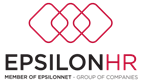 EPSILONHR
MEMBER OF EPSILONNET - GROUP OF COMPANIES